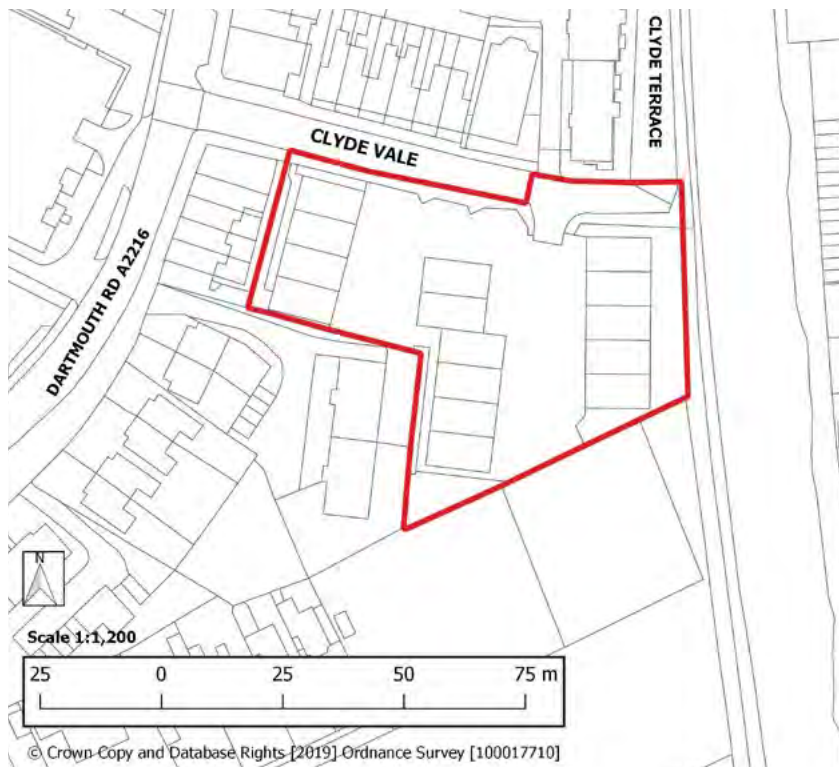 CLYDE TERRACE
CLYDE VALE
DARTMOUTH RD A2216
N
Scale 1:1,200
25 0 25 50 75 m
© Crown Copy and Database Rights [2019] Ordnance Survey [100017710]